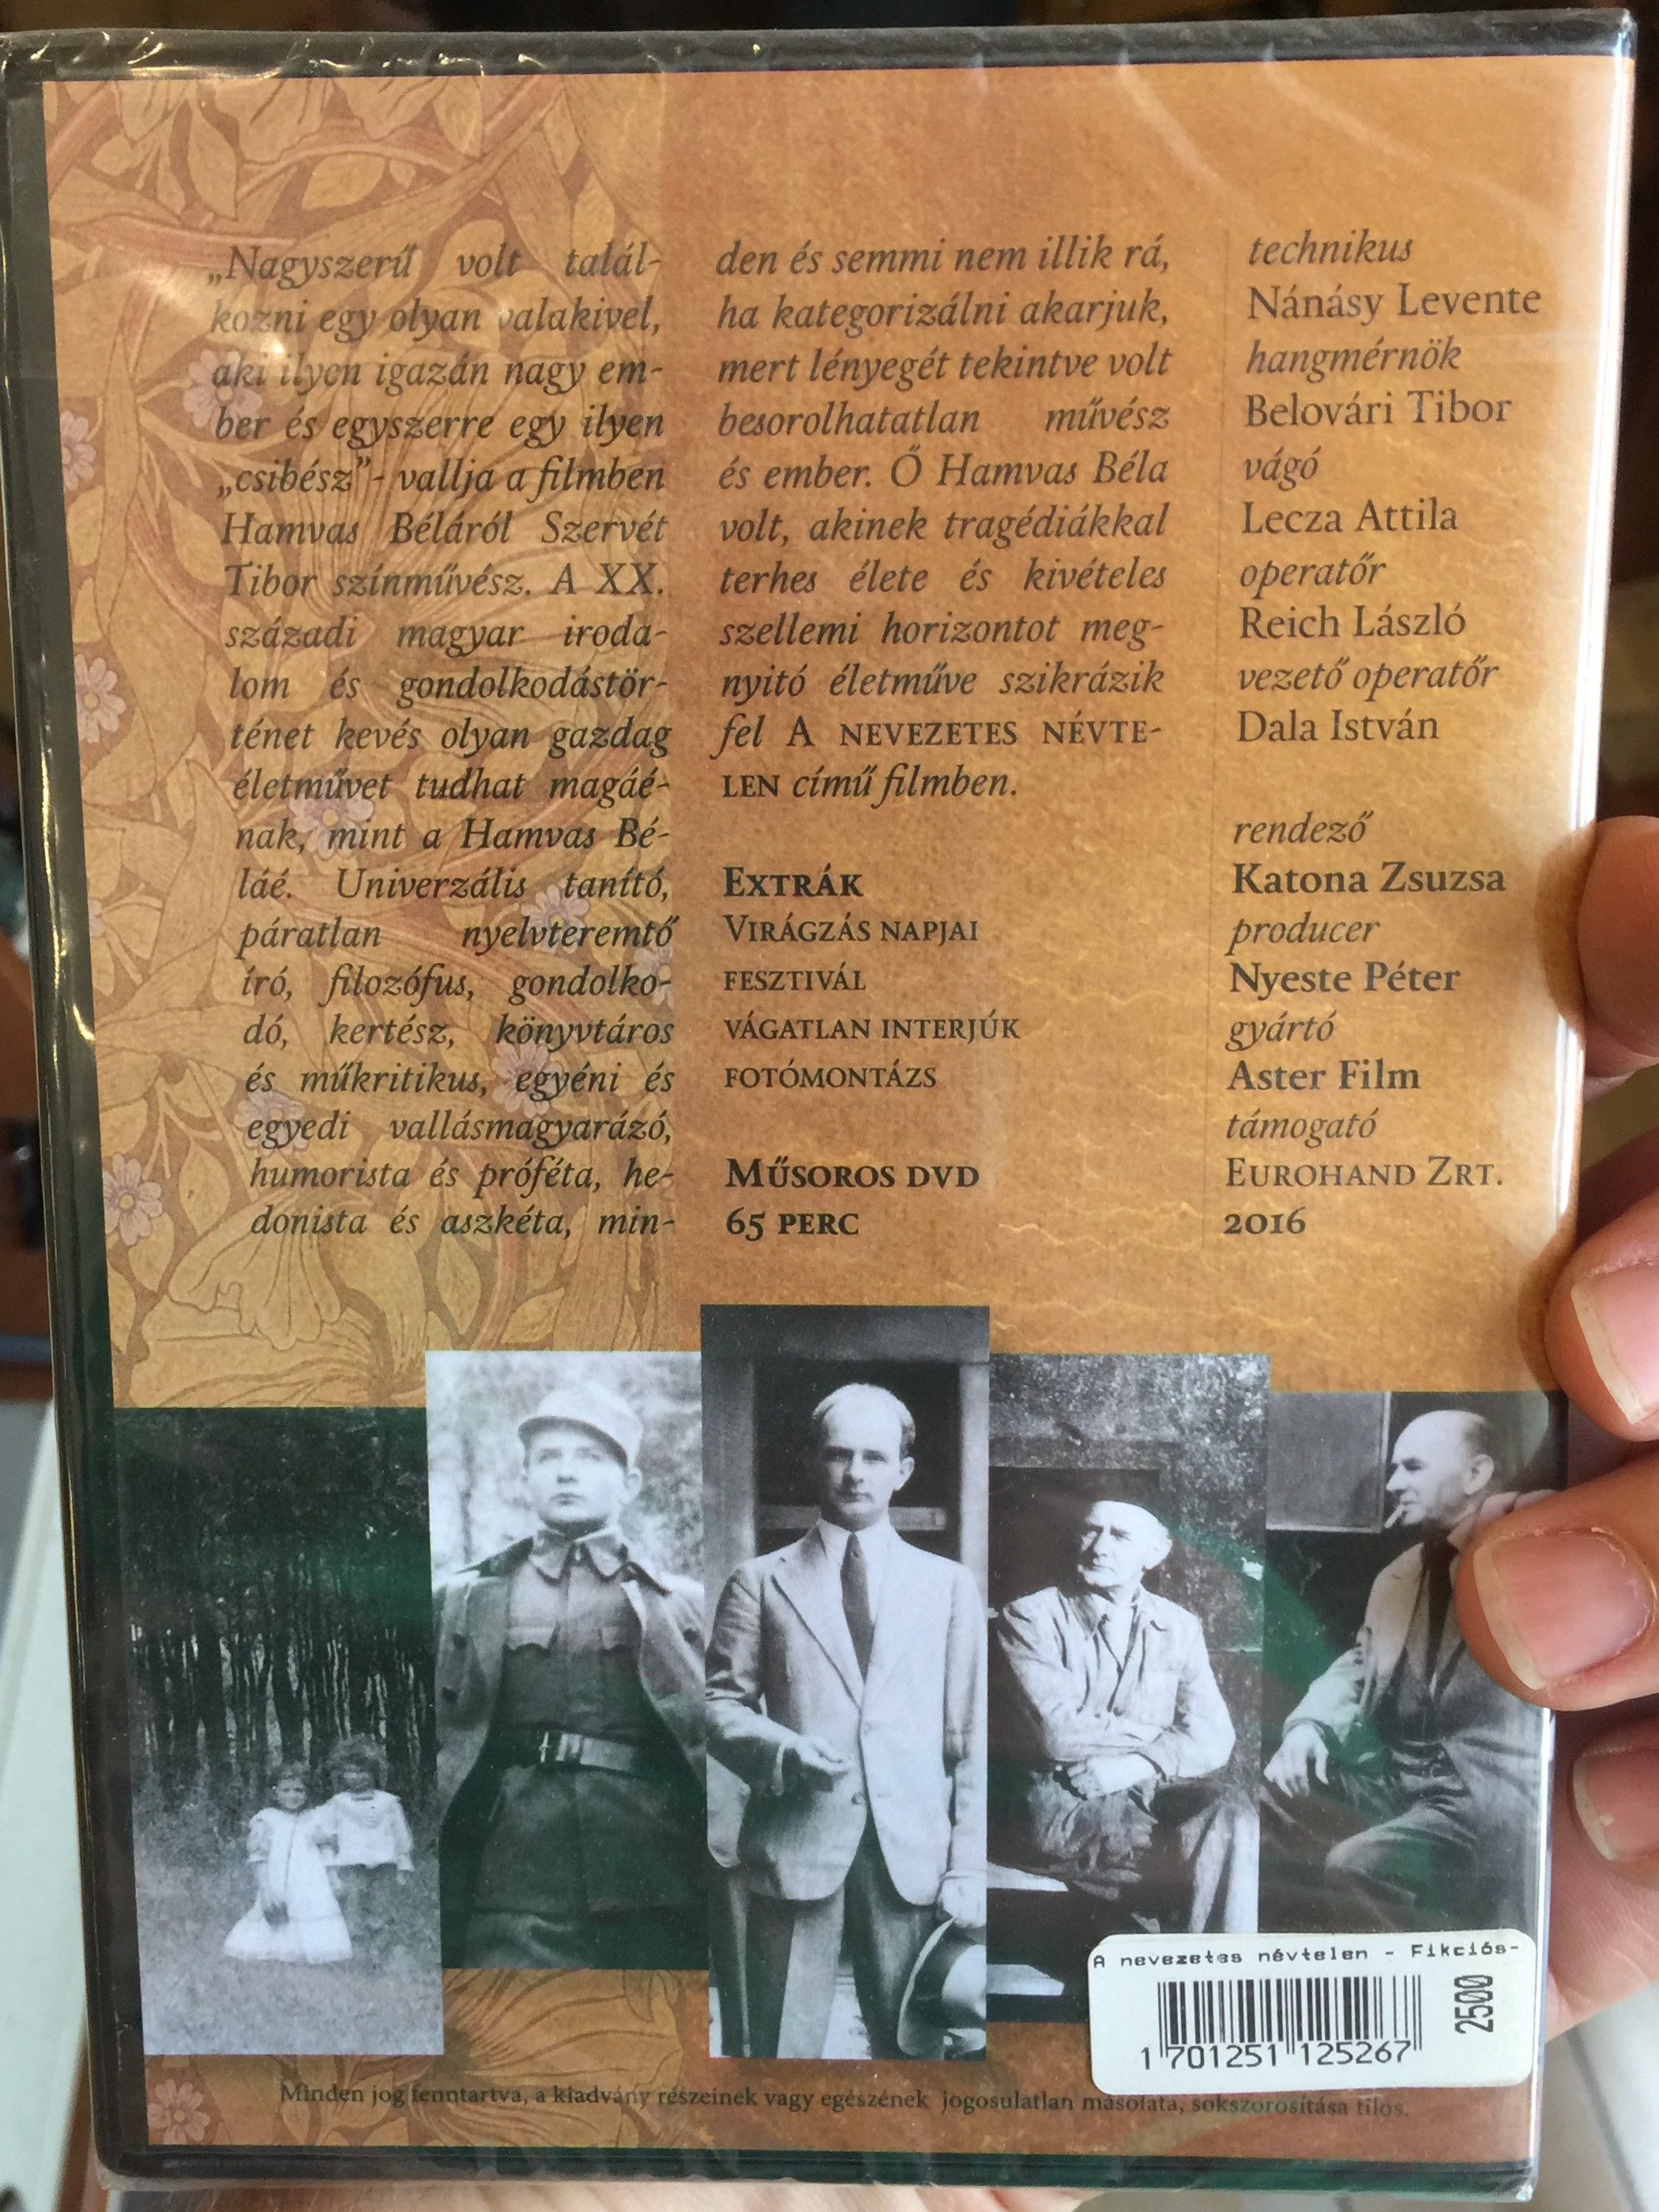 „Nagyszerű volt talál-
kozni egy olyan valakivel,
aki ilyen igazán nagy em-
ber és egyszerre egy ilyen
„csibész”- vallja a filmben
Hamvas Béláról Szervét
Tibor színművész. A XX.
századi magyar iroda-
lom és gondolkodástör-
ténet kevés olyan gazdag
életművet tudhat magáé-
nak, mint a Hamvas Bé-
láé. Univerzális tanító,
páratlan nyelvteremtő
író, filozófus, gondolko-
dó, kertész, könyvtáros
és műkritikus, egyéni és
egyedi vallásmagyarázó,
humorista és próféta, he-
donista és aszkéta, min-
den és semmi nem illik rá,
ha kategorizálni akarjuk,
mert lényegét tekintve volt
besorolhatatlan művész
és ember. Ő Hamvas Béla
volt, akinek tragédiákkal
terhes élete és kivételes
szellemi horizontot meg-
nyitó életműve szikrázik
fel A NEVEZETES NÉVTE-
LEN című filmben.
EXTRÁK
VIRÁGZÁS NAPJAI
FESZTIVÁL
VÁGATLAN INTERJÚK
FOTÓMONTÁZS
MŰSOROS DVD
65 PERC
technikus
Nánásy Levente
hangmérnök
Belovári Tibor
vágó
Lecza Attila
operatőr
Reich László
vezető operatőr
Dala István
rendező
Katona Zsuzsa
producer
Nyeste Péter
gyártó
Aster Film
támogató
EUROHAND ZRT.
2016
A nevezetes névtelen - Fikciós-
2500
1 701251 125267
Minden jog fenntartva, a kiadvány részeinek vagy egészének jogosulatlan másolata, sokszorosítása tilos.